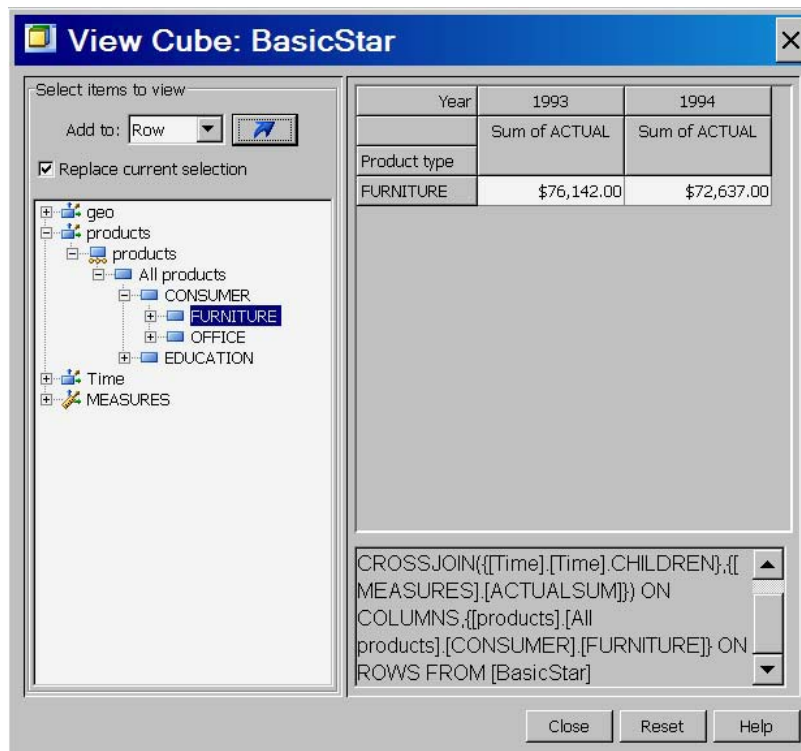 View Cube: BasicStar
Select items to view
Add to: Row
Replace current selection
geo
products
products
All products
CONSUMER
FURNITURE
OFFICE
EDUCATION
Time
MEASURES
Year 1993 1994
Sum of ACTUAL Sum of ACTUAL
Product type
FURNITURE $76,142.00 $72,637.00
CROSSJOIN({[Time].[Time].CHILDREN},{[
MEASURES].[ACTUALSUM]}) ON
COLUMNS,{[products].[All
products].[CONSUMER].[FURNITURE]} ON
ROWS FROM [BasicStar]
Close Reset Help